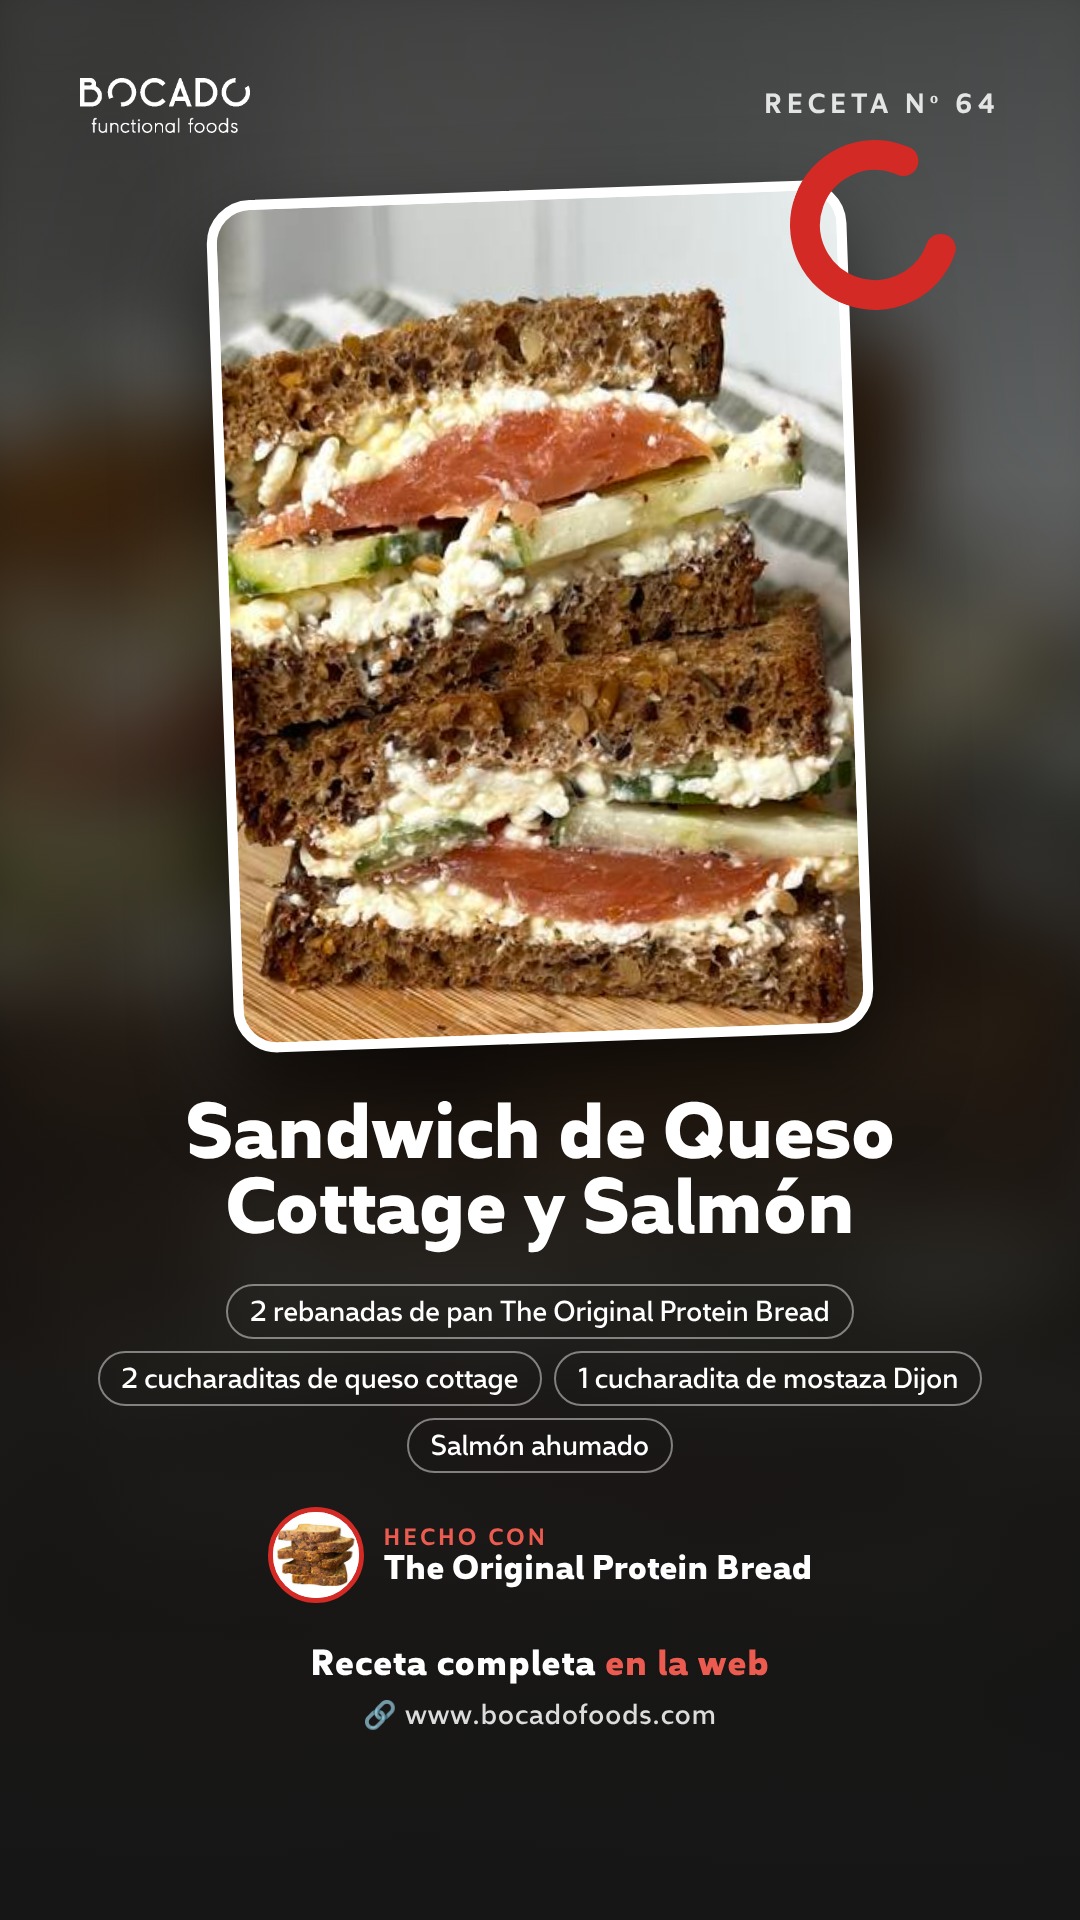 BOCADO
functional foods
RECETA Nº 64
Sandwich de Queso
Cottage y Salmón
2 rebanadas de pan The Original Protein Bread
2 cucharaditas de queso cottage
1 cucharadita de mostaza Dijon
Salmón ahumado
HECHO CON
The Original Protein Bread
Receta completa en la web
🔗 www.bocadofoods.com